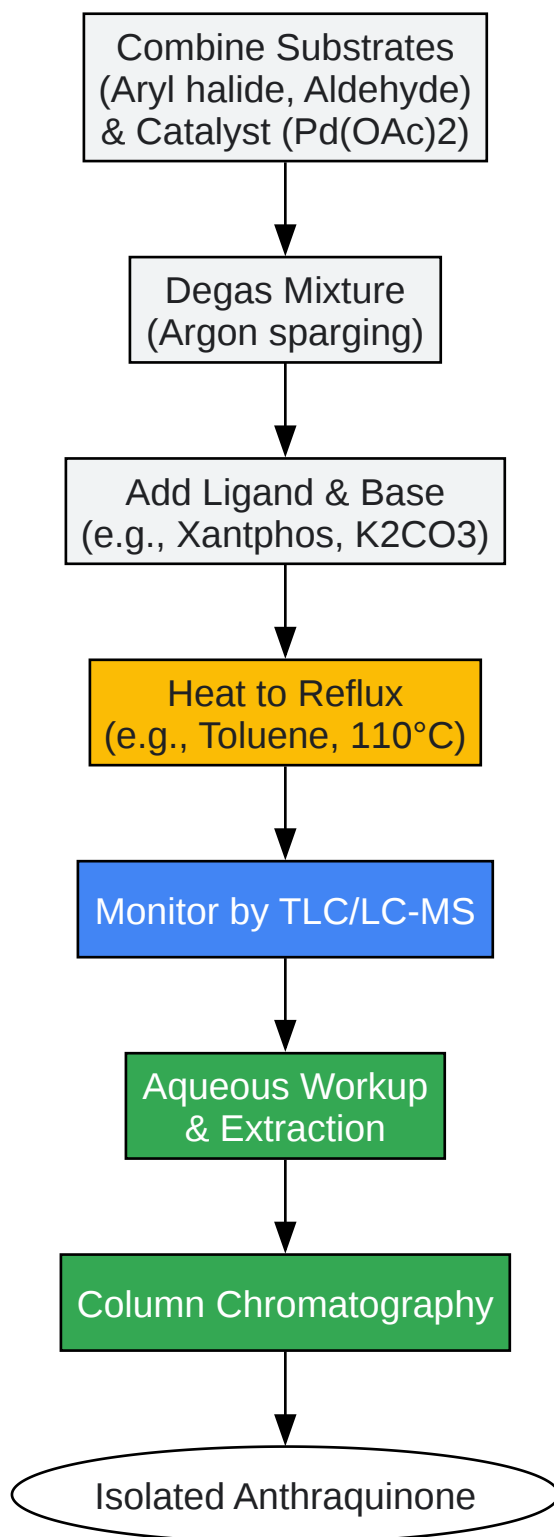 Combine Substrates
(Aryl halide, Aldehyde)
& Catalyst (Pd(OAc)2)
Degas Mixture
(Argon sparging)
Add Ligand & Base
(e.g., Xantphos, K2CO3)
Heat to Reflux
(e.g., Toluene, 110°C)
Monitor by TLC/LC-MS
Aqueous Workup
& Extraction
Column Chromatography
Isolated Anthraquinone